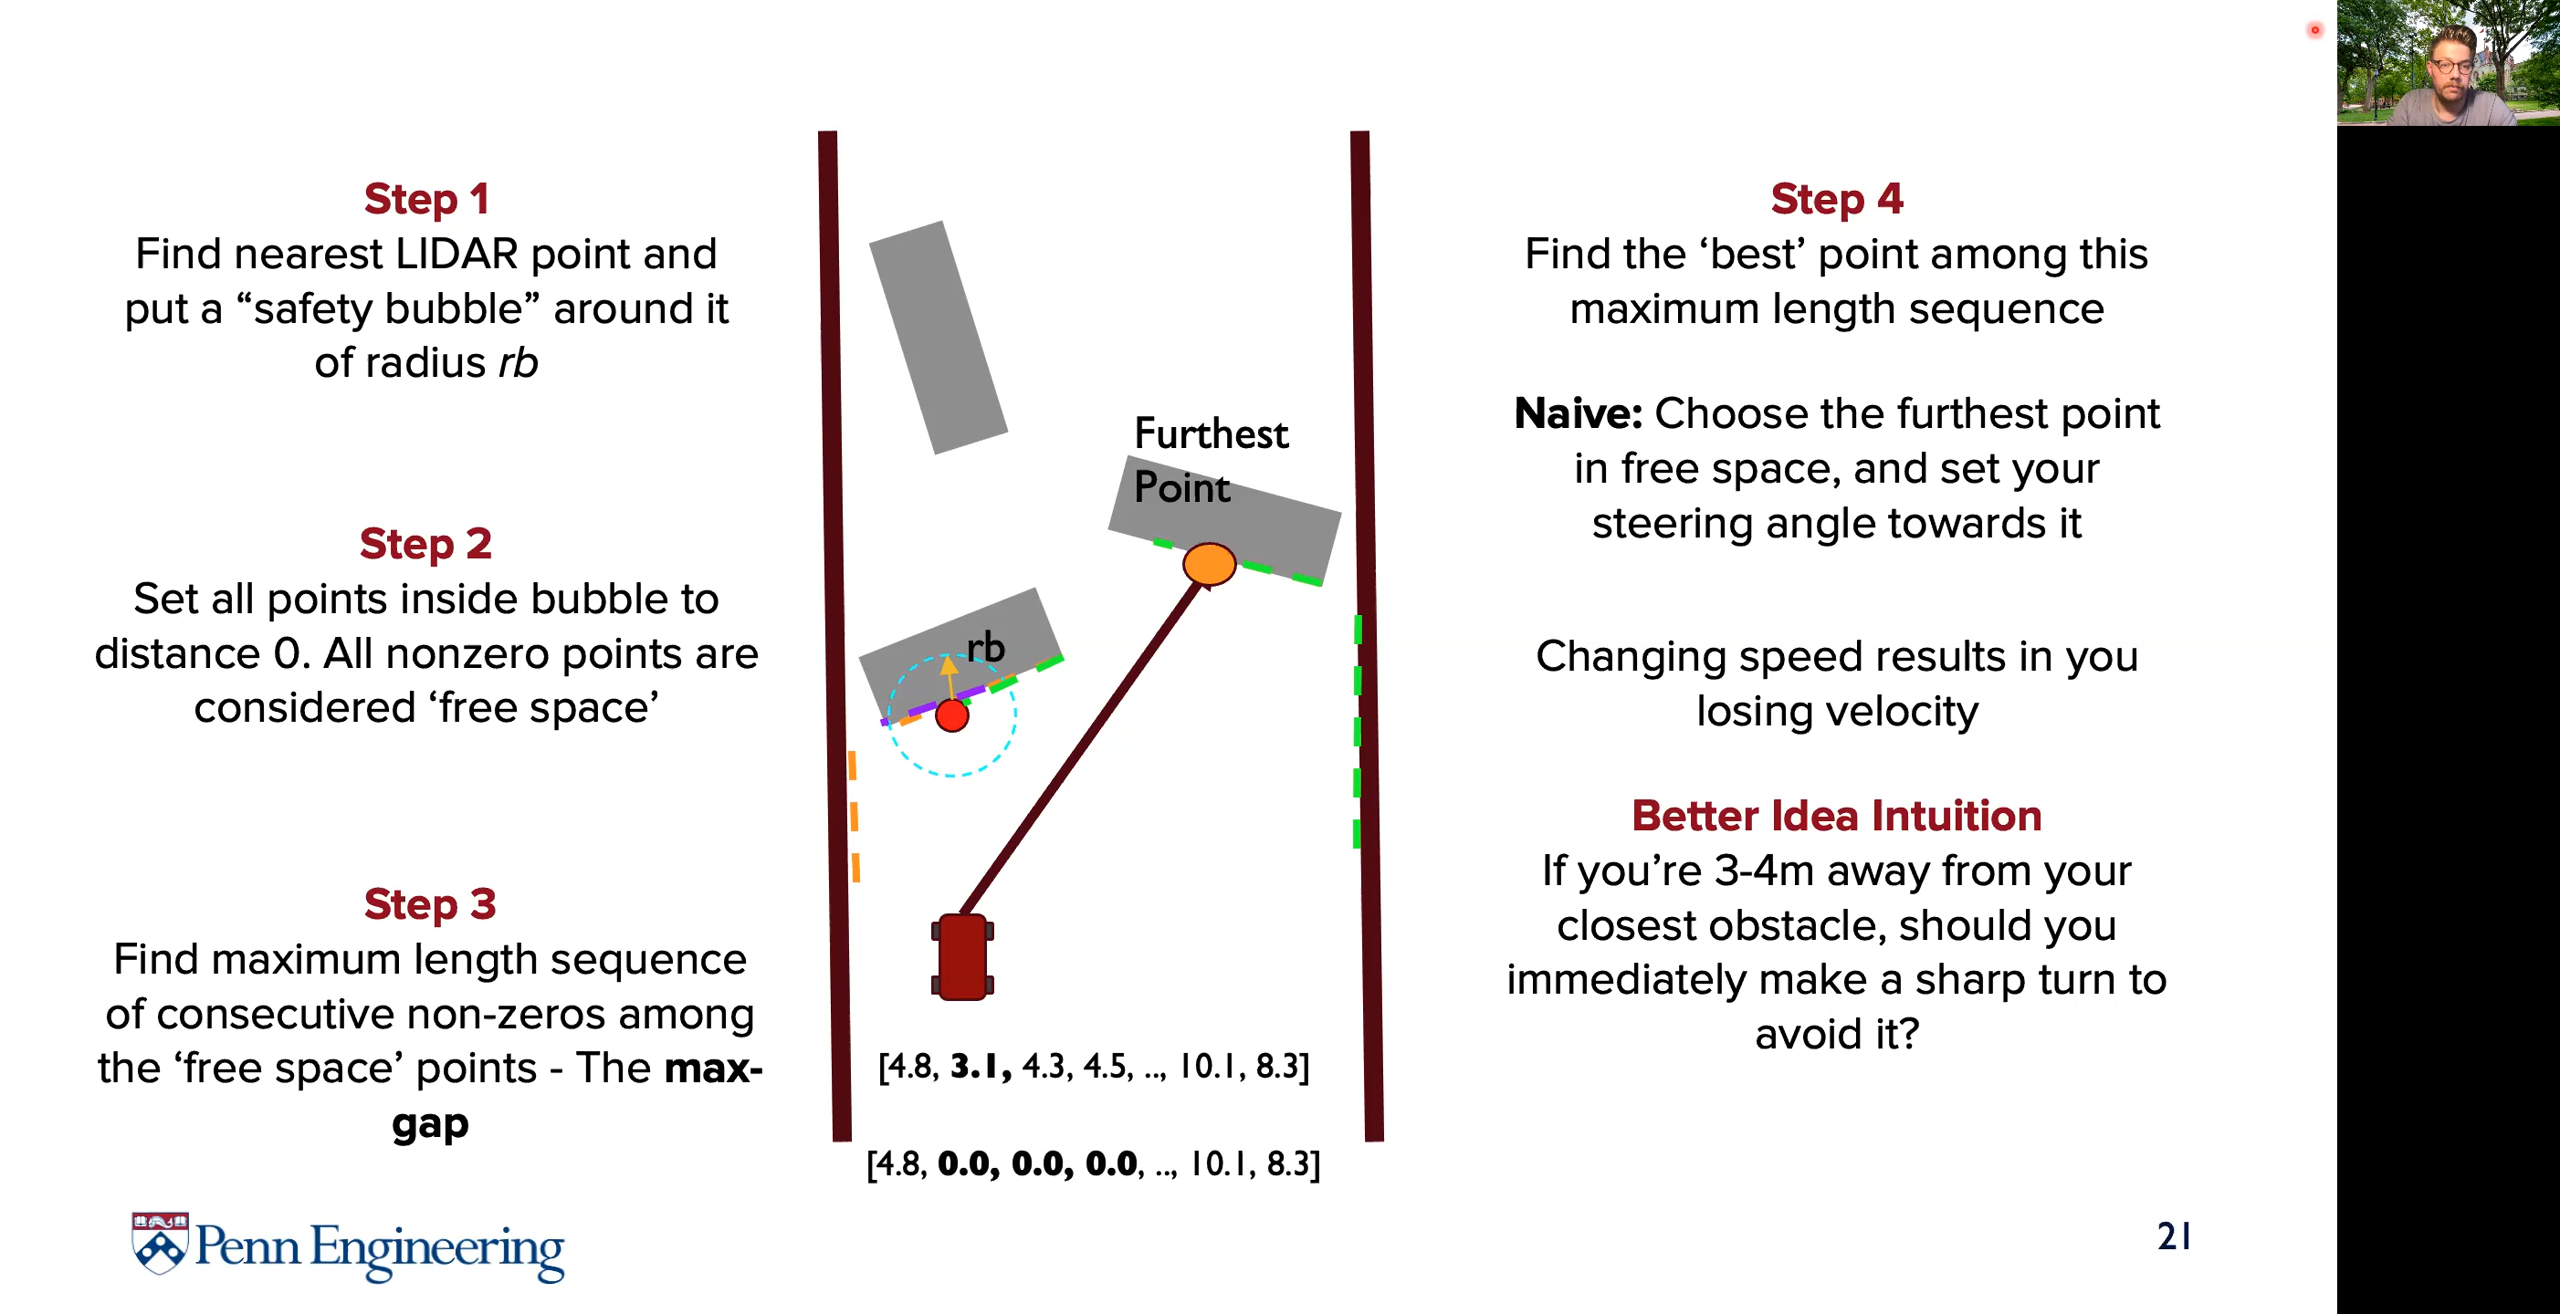 Step 1
Find nearest LIDAR point and
put a “safety bubble” around it
of radius rb
Step 2
Set all points inside bubble to
distance 0. All nonzero points are
considered ‘free space’
Step 3
Find maximum length sequence
of consecutive non-zeros among
the ‘free space’ points - The max-
gap
Furthest
Point
rb
[4.8, 3.1, 4.3, 4.5, .., 10.1, 8.3]
[4.8, 0.0, 0.0, 0.0, .., 10.1, 8.3]
Step 4
Find the ‘best’ point among this
maximum length sequence
Naive: Choose the furthest point
in free space, and set your
steering angle towards it
Changing speed results in you
losing velocity
Better Idea Intuition
If you’re 3-4m away from your
closest obstacle, should you
immediately make a sharp turn to
avoid it?
Penn Engineering
21